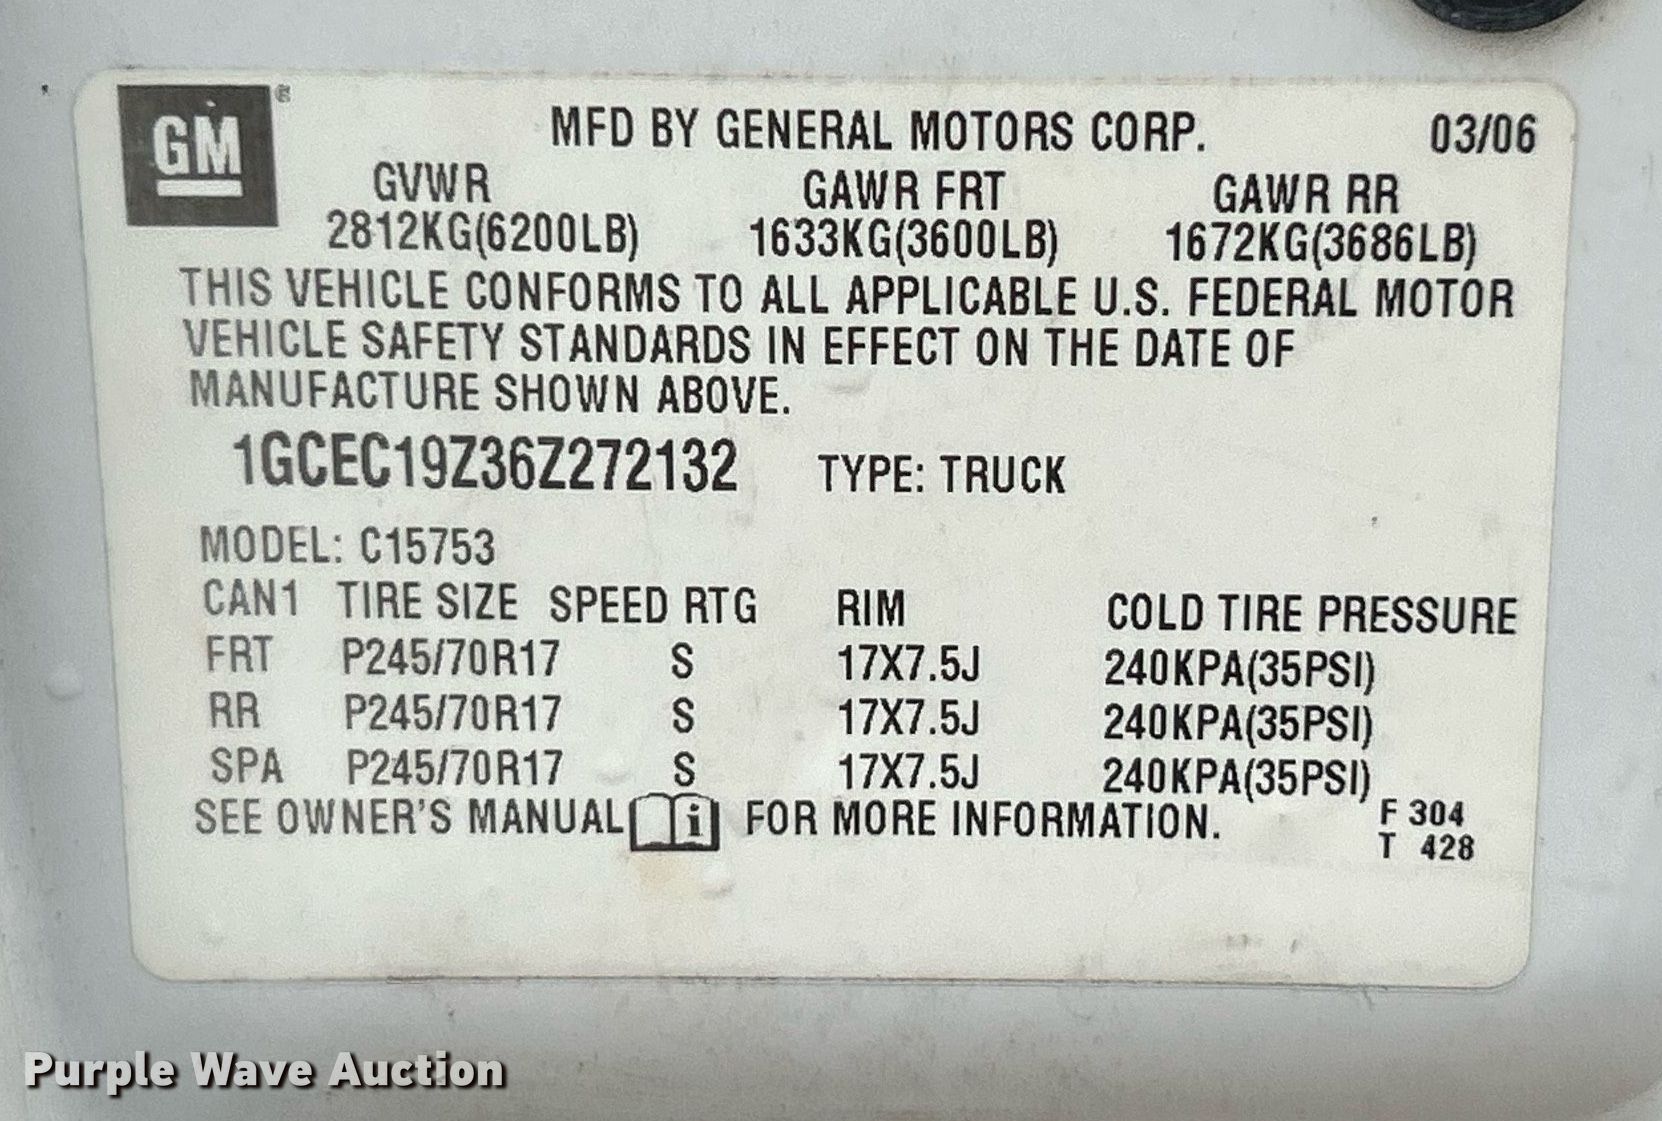 GM
MFD BY GENERAL MOTORS CORP. 03/06
GVWR GAWR FRT GAWR RR
2812KG(6200LB) 1633KG(3600LB) 1672KG(3686LB)
THIS VEHICLE CONFORMS TO ALL APPLICABLE U.S. FEDERAL MOTOR
VEHICLE SAFETY STANDARDS IN EFFECT ON THE DATE OF
MANUFACTURE SHOWN ABOVE.
1GCEC19Z36Z272132 TYPE: TRUCK
MODEL: C15753
CAN1 TIRE SIZE SPEED RTG RIM COLD TIRE PRESSURE
FRT P245/70R17 S 17X7.5J 240KPA(35PSI)
RR P245/70R17 S 17X7.5J 240KPA(35PSI)
SPA P245/70R17 S 17X7.5J 240KPA(35PSI)
SEE OWNER'S MANUAL i FOR MORE INFORMATION.
F 304
T 428
Purple Wave Auction